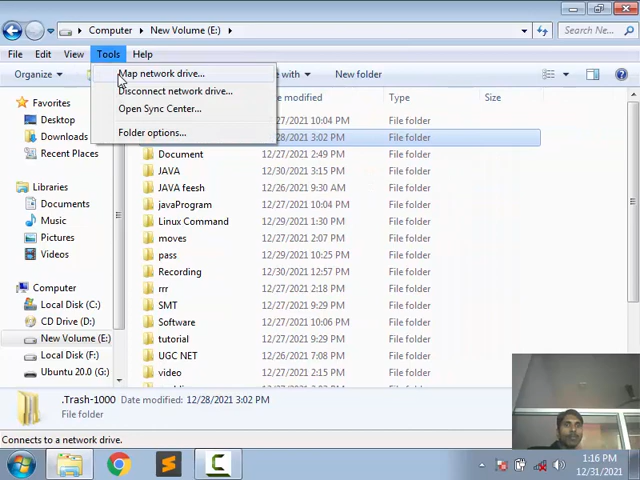 Computer
New Volume (E:)
File
Edit
View
Tools
Help
Organize
Map network drive...
Disconnect network drive...
Open Sync Center...
Folder options...
with
New folder
Type
Size
Favorites
Desktop
Downloads
Recent Places
Libraries
Documents
Music
Pictures
Videos
Computer
Local Disk (C:)
CD Drive (D:)
New Volume (E:)
Local Disk (F:)
Ubuntu 20.0 (G:)
2021 10:04 PM File folder
28/2021 3:02 PM File folder
Document 12/27/2021 2:49 PM File folder
JAVA 12/30/2021 3:15 PM File folder
JAVA feesh 12/26/2021 9:30 AM File folder
javaProgram 12/27/2021 10:04 PM File folder
Linux Command 12/29/2021 1:30 PM File folder
moves 12/26/2021 2:07 PM File folder
pass 12/29/2021 10:25 PM File folder
Recording 12/30/2021 12:57 PM File folder
rrr 12/27/2021 2:18 PM File folder
SMT 12/27/2021 9:29 PM File folder
Software 12/27/2021 10:06 PM File folder
tutorial 12/29/2021 9:34 PM File folder
UGC NET 12/26/2021 7:08 PM File folder
video 12/27/2021 2:15 PM File folder
.Trash-1000 Date modified: 12/28/2021 3:02 PM
File folder
Connects to a network drive.
1:16 PM
12/31/2021